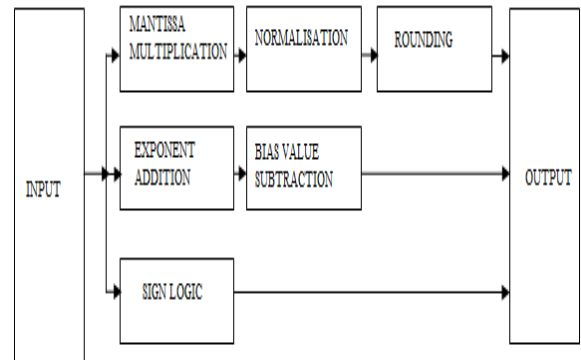 MANTISSA
MULTIPLICATION
NORMALISATION
ROUNDING
EXPONENT
ADDITION
BIAS VALUE
SUBTRACTION
INPUT
OUTPUT
SIGN LOGIC